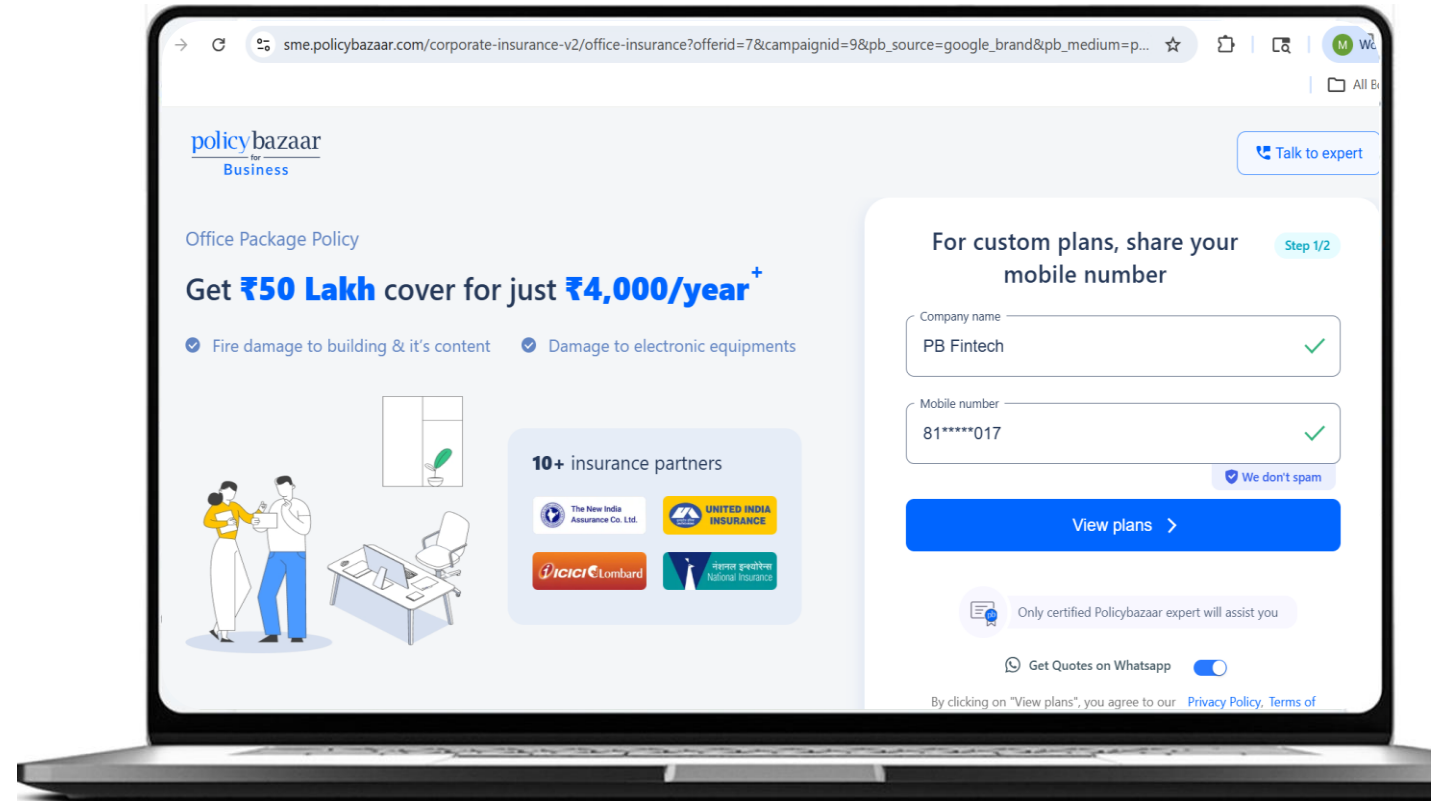 sme.policybazaar.com/corporate-insurance-v2/office-insurance?offerid=7&campaignid=9&pb_source=google_brand&pb_medium=p...
M
All B
policybazaar
for
Business
Talk to expert
Office Package Policy
Get ₹50 Lakh cover for just ₹4,000/year+
Fire damage to building & it's content
Damage to electronic equipments
10+ insurance partners
The New India
Assurance Co. Ltd.
UNITED INDIA
INSURANCE
ICICI Lombard
नेशनल इन्श्योरेन्स
National Insurance
For custom plans, share your
mobile number
Step 1/2
Company name
PB Fintech
Mobile number
81*****017
We don't spam
View plans
pb
Only certified Policybazaar expert will assist you
Get Quotes on Whatsapp
By clicking on "View plans", you agree to our Privacy Policy, Terms of